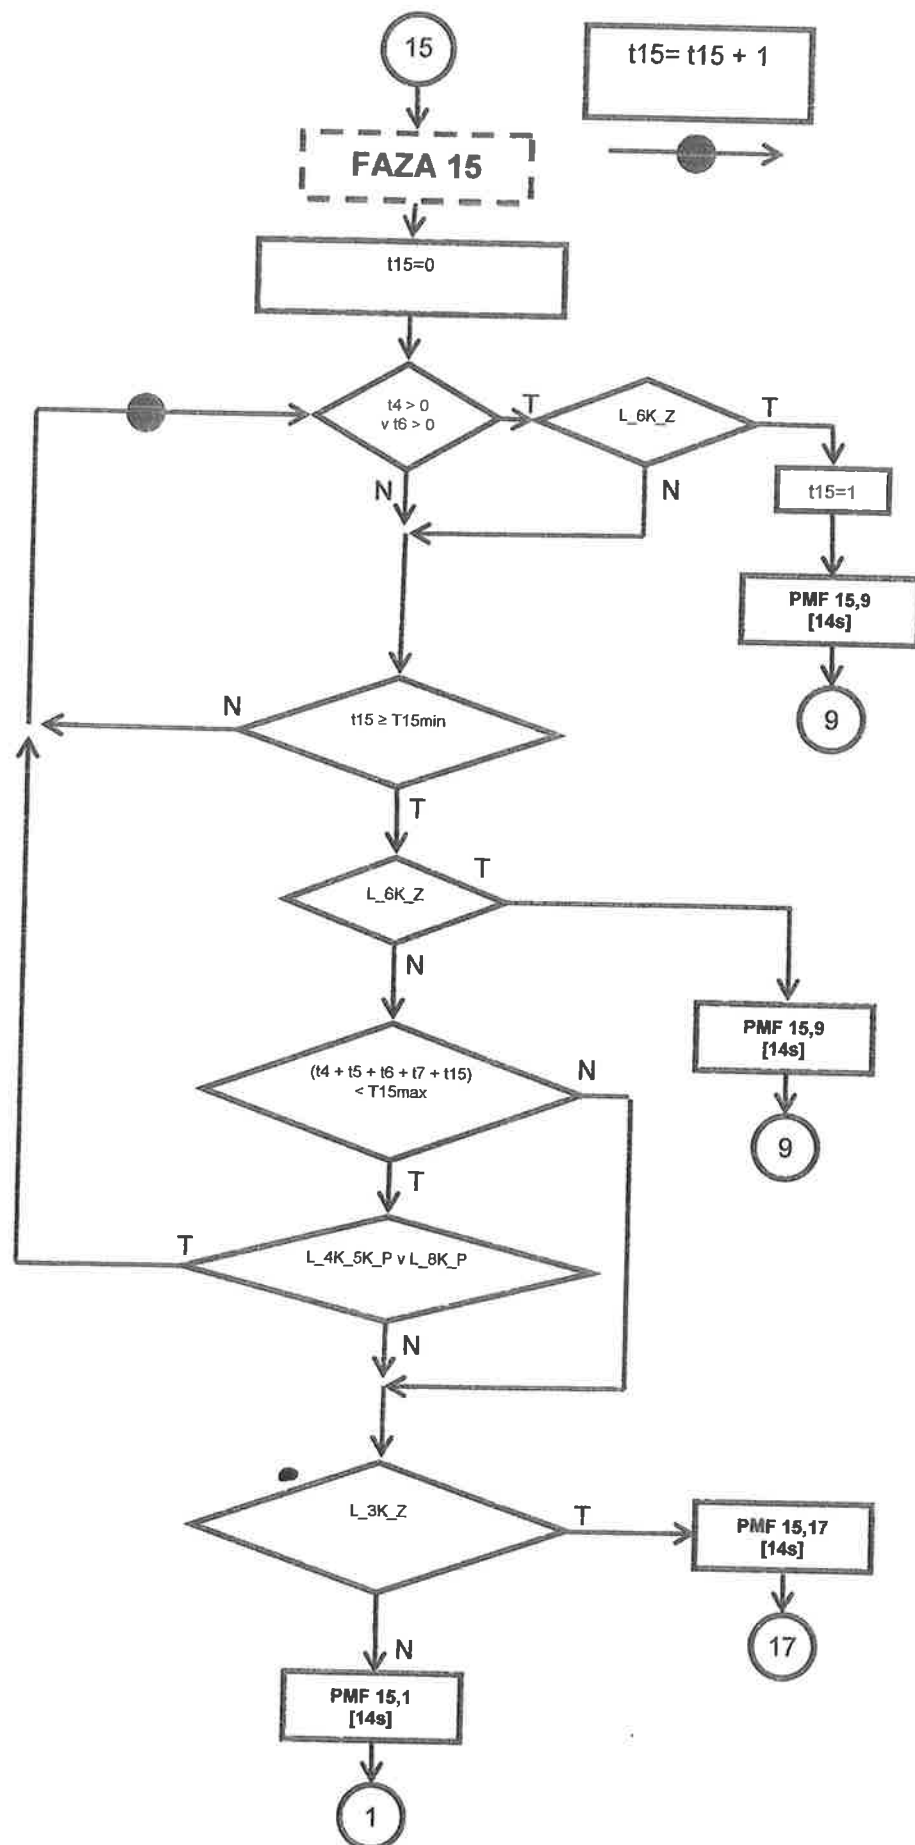 15
t15= t15 + 1
FAZA 15
t15=0
t4 > 0
v t6 > 0
T
L_6K_Z
T
N
N
t15=1
PMF 15,9
[14s]
9
N
t15 ≥ T15min
T
L_6K_Z
T
N
PMF 15,9
[14s]
9
(t4 + t5 + t6 + t7 + t15)
< T15max
N
T
T
L_4K_5K_P v L_8K_P
N
L_3K_Z
T
PMF 15,17
[14s]
17
N
PMF 15,1
[14s]
1